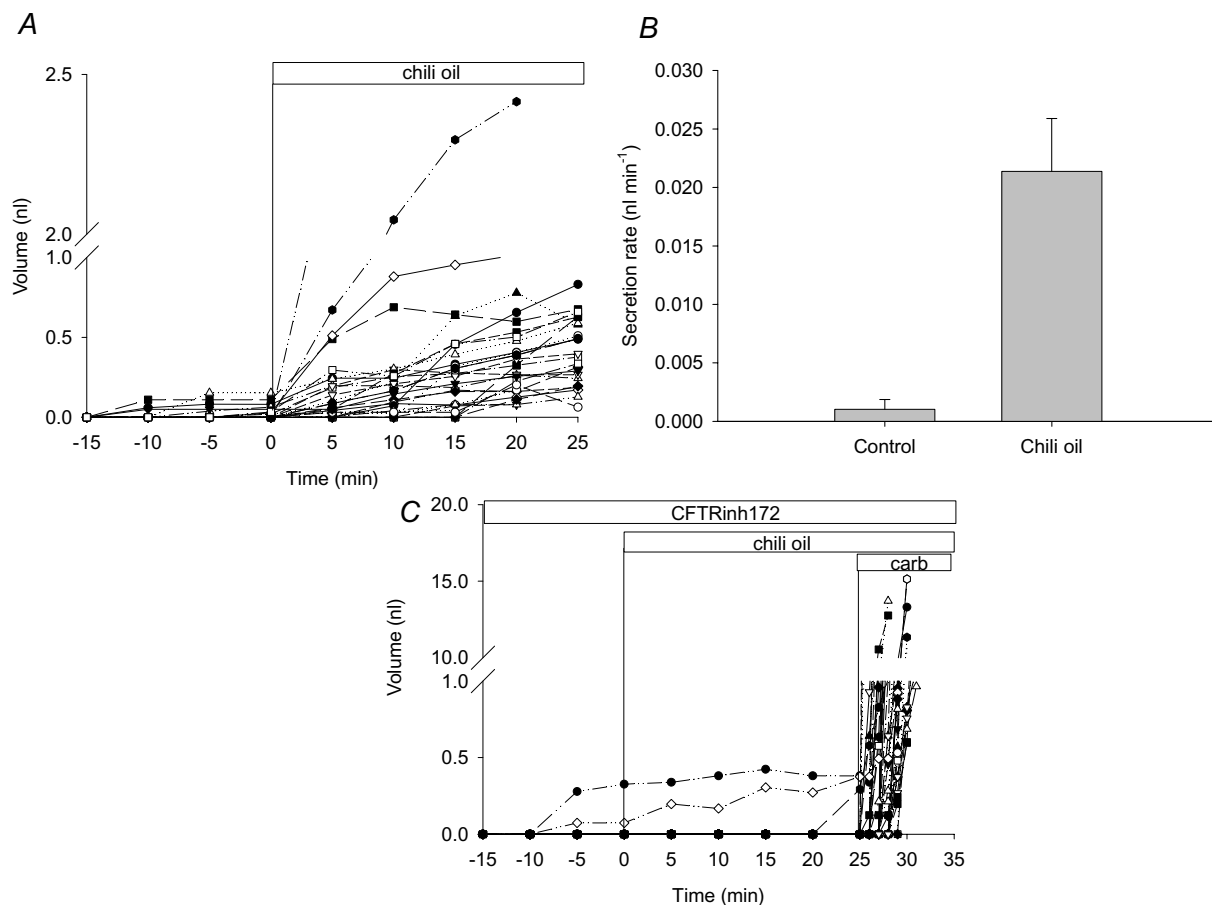 A
chili oil
2.5
2.0
1.0
0.5
0.0
Volume (nl)
-15 -10 -5 0 5 10 15 20 25
Time (min)
B
0.030
0.025
0.020
0.015
0.010
0.005
0.000
Secretion rate (nl min-1)
Control Chili oil
C
20.0
15.0
10.0
1.0
0.5
0.0
Volume (nl)
CFTRinh172
chili oil
carb
-15 -10 -5 0 5 10 15 20 25 30 35
Time (min)